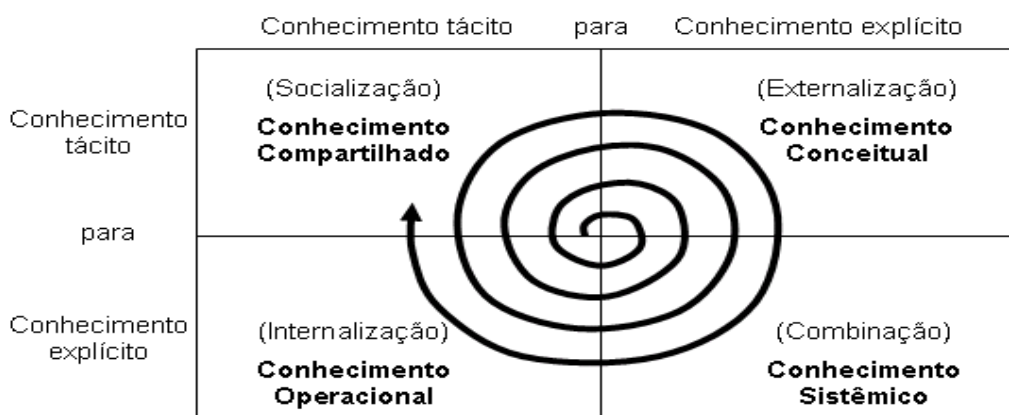 Conhecimento tácito para Conhecimento explícito
(Socialização)
Conhecimento
Compartilhado
(Externalização)
Conhecimento
Conceitual
Conhecimento
tácito
para
Conhecimento
explícito
(Internalização)
Conhecimento
Operacional
(Combinação)
Conhecimento
Sistêmico